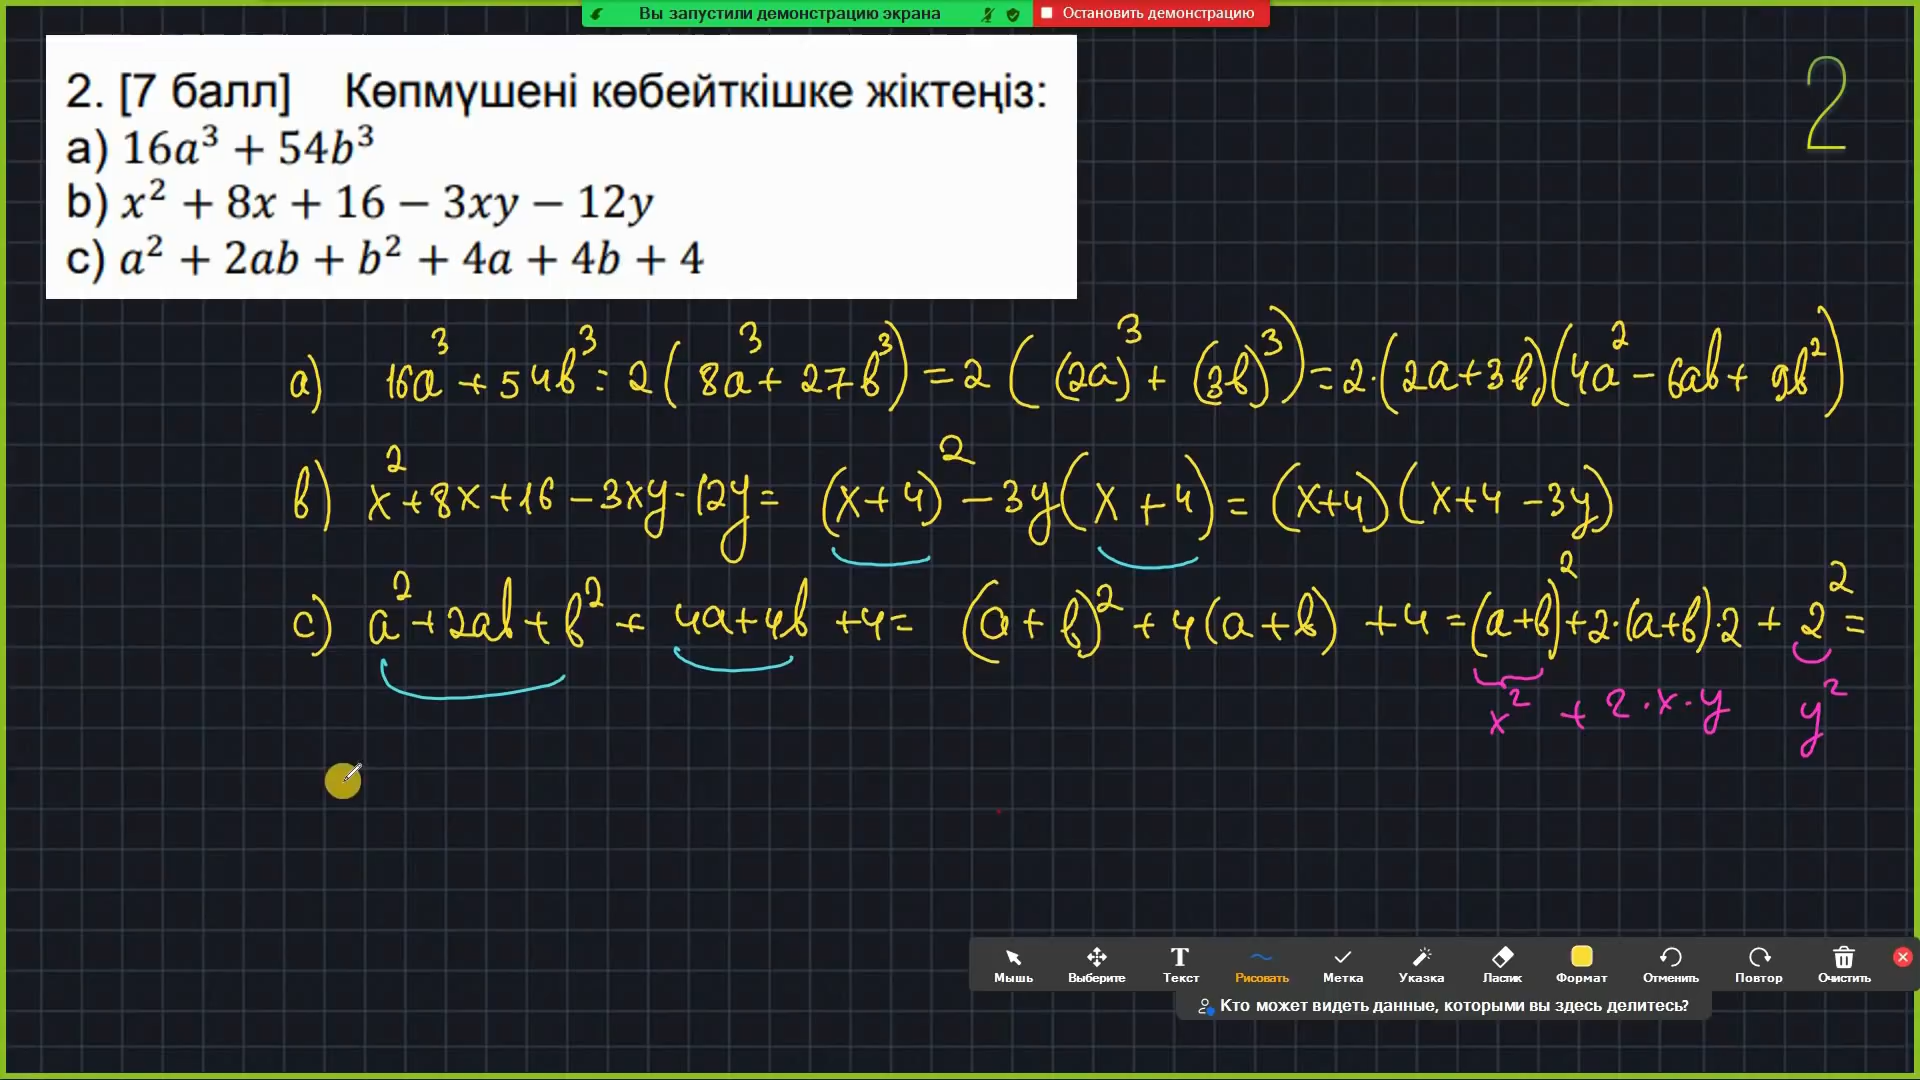 Вы запустили демонстрацию экрана
Остановить демонстрацию
2
2. [7 балл] Көпмүшені көбейткішке жіктеңіз:
a) 16a³ + 54b³
b) x² + 8x + 16 − 3xy − 12y
c) a² + 2ab + b² + 4a + 4b + 4
a) 16a³ + 54b³ = 2(8a³ + 27b³) = 2((2a)³ + (3b)³) = 2·(2a+3b)(4a² − 6ab + 9b²)
b) x² + 8x + 16 − 3xy - 12y = (x+4)² − 3y(x+4) = (x+4)(x+4 − 3y)
c) a² + 2ab + b² + 4a+4b + 4 = (a+b)² + 4(a+b) + 4 = (a+b)² + 2·(a+b)·2 + 2² =
x² + 2·x·y y²
Мышь Выберите Текст Рисовать Метка Указка Ластик Формат Отменить Повтор Очистить
Кто может видеть данные, которыми вы здесь делитесь?